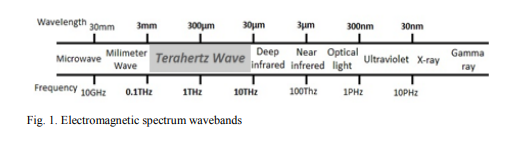 Wavelength 30mm 3mm 300μm 30μm 3μm 300nm 30nm
Microwave Milimeter Wave Terahertz Wave Deep infrared Near infrered Optical light Ultraviolet X-ray Gamma ray
Frequency 10GHz 0.1THz 1THz 10THz 100Thz 1PHz 10PHz
Fig. 1. Electromagnetic spectrum wavebands